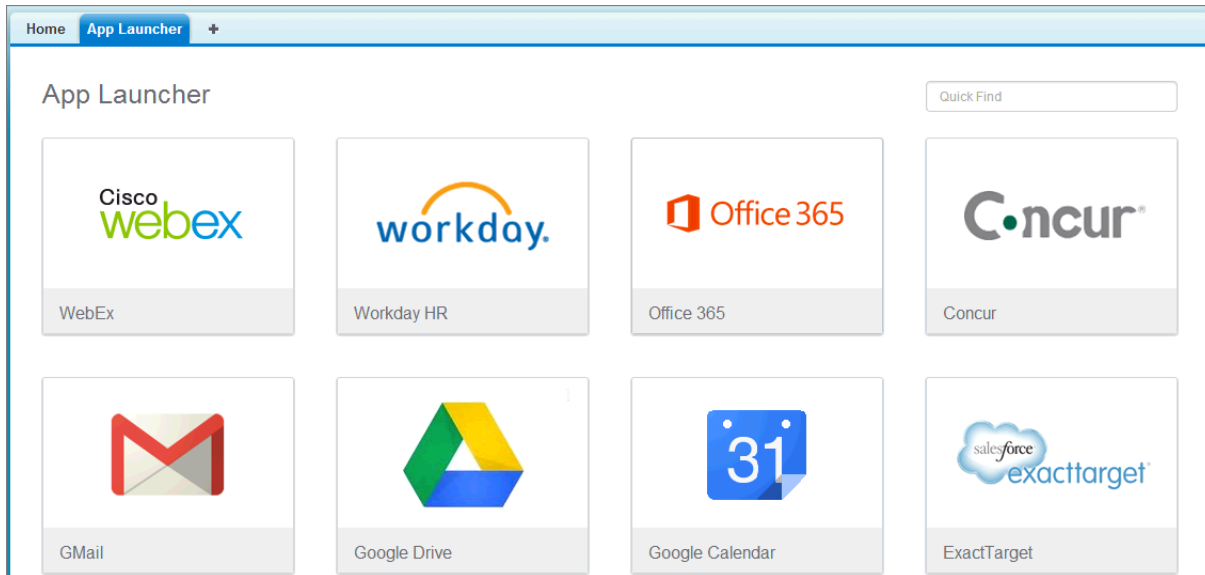 Home App Launcher +
App Launcher
Quick Find
Cisco
webex
workday.
Office 365
Concur®
WebEx
Workday HR
Office 365
Concur
31
salesforce
exacttarget
GMail
Google Drive
Google Calendar
ExactTarget